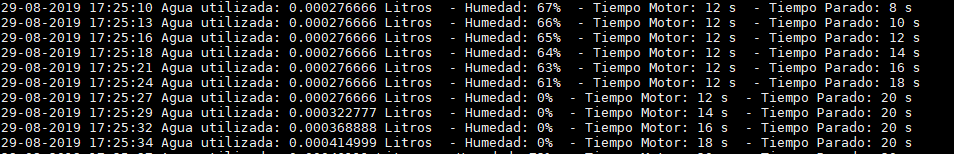 29-08-2019 17:25:10 Agua utilizada: 0.000276666 Litros - Humedad: 67% - Tiempo Motor: 12 s - Tiempo Parado: 8 s
29-08-2019 17:25:13 Agua utilizada: 0.000276666 Litros - Humedad: 66% - Tiempo Motor: 12 s - Tiempo Parado: 10 s
29-08-2019 17:25:16 Agua utilizada: 0.000276666 Litros - Humedad: 65% - Tiempo Motor: 12 s - Tiempo Parado: 12 s
29-08-2019 17:25:18 Agua utilizada: 0.000276666 Litros - Humedad: 64% - Tiempo Motor: 12 s - Tiempo Parado: 14 s
29-08-2019 17:25:21 Agua utilizada: 0.000276666 Litros - Humedad: 63% - Tiempo Motor: 12 s - Tiempo Parado: 16 s
29-08-2019 17:25:24 Agua utilizada: 0.000276666 Litros - Humedad: 61% - Tiempo Motor: 12 s - Tiempo Parado: 18 s
29-08-2019 17:25:27 Agua utilizada: 0.000276666 Litros - Humedad: 0% - Tiempo Motor: 12 s - Tiempo Parado: 20 s
29-08-2019 17:25:29 Agua utilizada: 0.000322777 Litros - Humedad: 0% - Tiempo Motor: 14 s - Tiempo Parado: 20 s
29-08-2019 17:25:32 Agua utilizada: 0.000368888 Litros - Humedad: 0% - Tiempo Motor: 16 s - Tiempo Parado: 20 s
29-08-2019 17:25:34 Agua utilizada: 0.000414999 Litros - Humedad: 0% - Tiempo Motor: 18 s - Tiempo Parado: 20 s